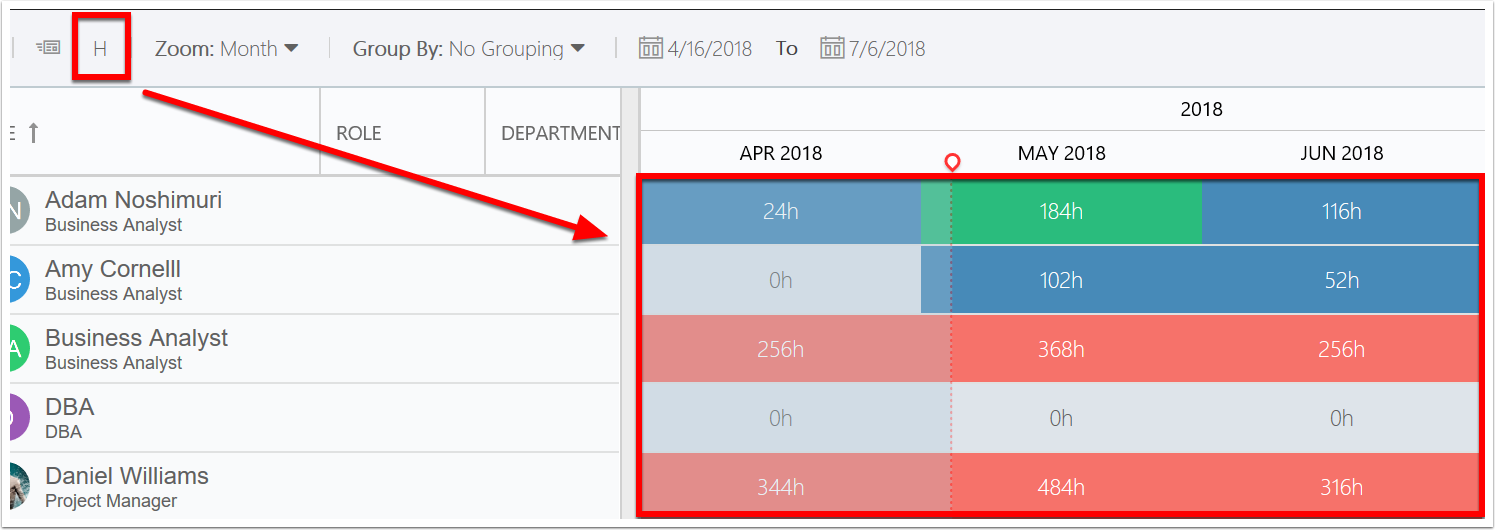 H Zoom: Month Group By: No Grouping 4/16/2018 To 7/6/2018
2018
E ROLE DEPARTMENT
APR 2018 MAY 2018 JUN 2018
N Adam Noshimuri
Business Analyst
24h 184h 116h
C Amy Cornelll
Business Analyst
0h 102h 52h
A Business Analyst
Business Analyst
256h 368h 256h
DBA
DBA
0h 0h 0h
Daniel Williams
Project Manager
344h 484h 316h